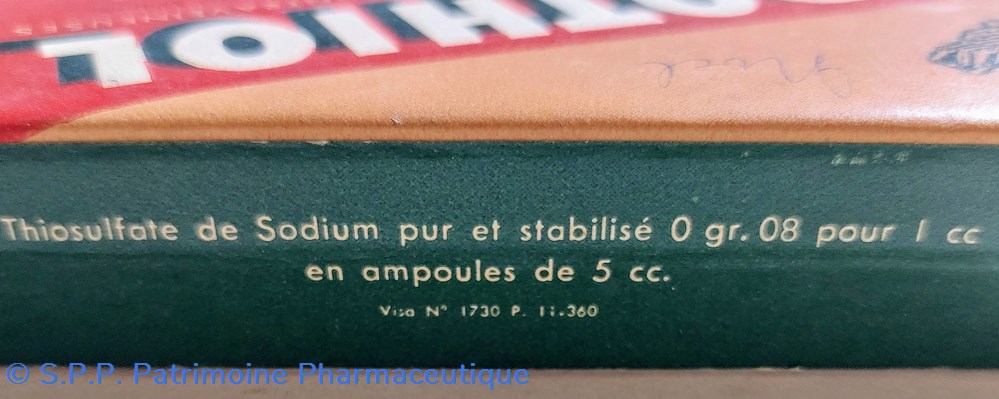 Thiosulfate de Sodium pur et stabilisé 0 gr. 08 pour 1 cc
en ampoules de 5 cc.
Visa Nº 1730 P. 11.360
© S.P.P. Patrimoine Pharmaceutique